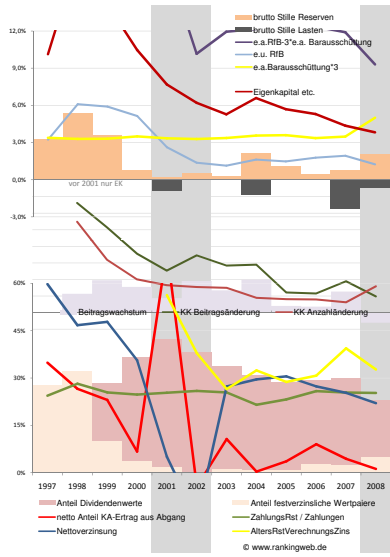 12,0%
9,0%
6,0%
3,0%
0,0%
-3,0%
brutto Stille Reserven
brutto Stille Lasten
e.a.RfB-3*e.a. Barausschüttung
e.u. RfB
e.a.Barausschüttung*3
Eigenkapital etc.
vor 2001 nur EK
60%
45%
30%
15%
0%
Beitragswachstum
KK Beitragsänderung
KK Anzahländerung
1997 1998 1999 2000 2001 2002 2003 2004 2005 2006 2007 2008
Anteil Dividendenwerte
Anteil festverzinsliche Wertpaiere
netto Anteil KA-Ertrag aus Abgang
ZahlungsRst / Zahlungen
Nettoverzinsung
AltersRstVerechnungsZins
© www.rankingweb.de